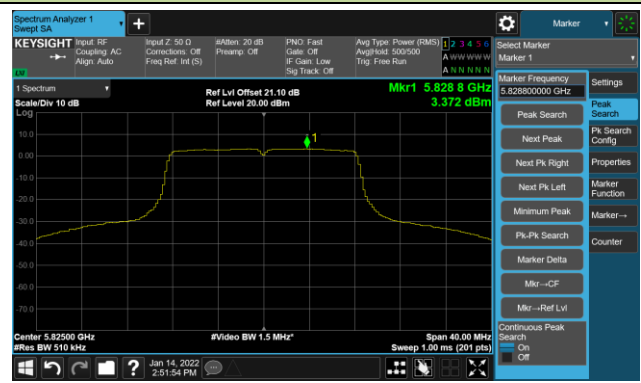 Spectrum Analyzer 1
Swept SA
+
Marker
KEYSIGHT
Input: RF
Coupling: AC
Align: Auto
Input Z: 50 Ω
Corrections: Off
Freq Ref: Int (S)
#Atten: 20 dB
Preamp: Off
PNO: Fast
Gate: Off
IF Gain: Low
Sig Track: Off
Avg Type: Power (RMS)
Avg|Hold: 500/500
Trig: Free Run
1 2 3 4 5 6
A W W W W W
A N N N N N
LV
Select Marker
Marker 1
1 Spectrum
Scale/Div 10 dB
Log
Ref Lvl Offset 21.10 dB
Ref Level 20.00 dBm
Mkr1 5.828 8 GHz
3.372 dBm
10.0
0.00
-10.0
-20.0
-30.0
-40.0
-50.0
-60.0
-70.0
1
Center 5.82500 GHz
#Res BW 510 kHz
#Video BW 1.5 MHz*
Span 40.00 MHz
Sweep 1.00 ms (201 pts)
Marker Frequency
5.828800000 GHz
Peak Search
Next Peak
Next Pk Right
Next Pk Left
Minimum Peak
Pk-Pk Search
Marker Delta
Mkr→CF
Mkr→Ref Lvl
Continuous Peak
Search
On
Off
Settings
Peak
Search
Pk Search
Config
Properties
Marker
Function
Marker→
Counter
?
Jan 14, 2022
2:51:54 PM